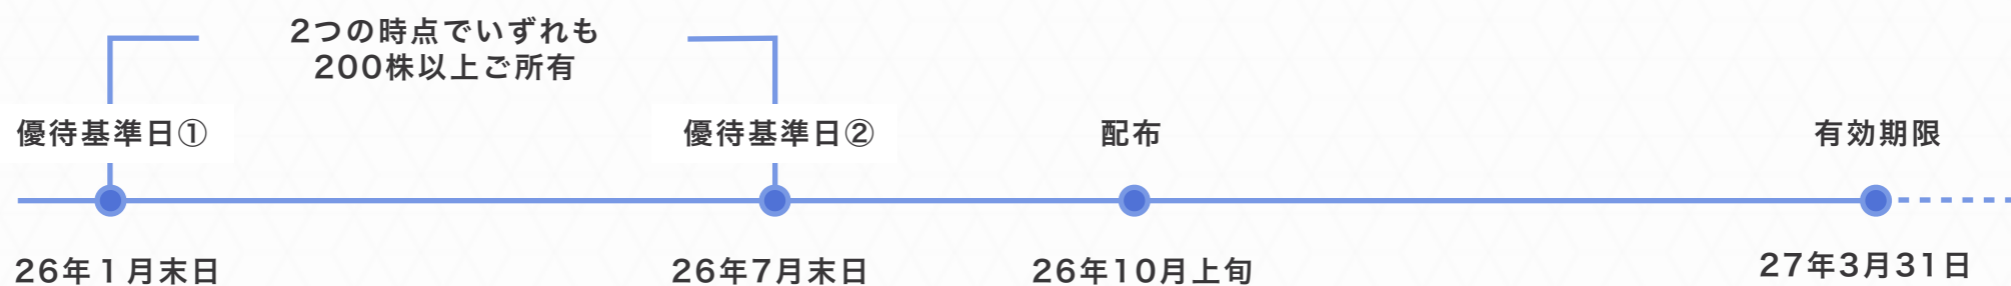 2つの時点でいずれも
200株以上ご所有
優待基準日①
優待基準日②
配布
有効期限
26年1月末日
26年7月末日
26年10月上旬
27年3月31日